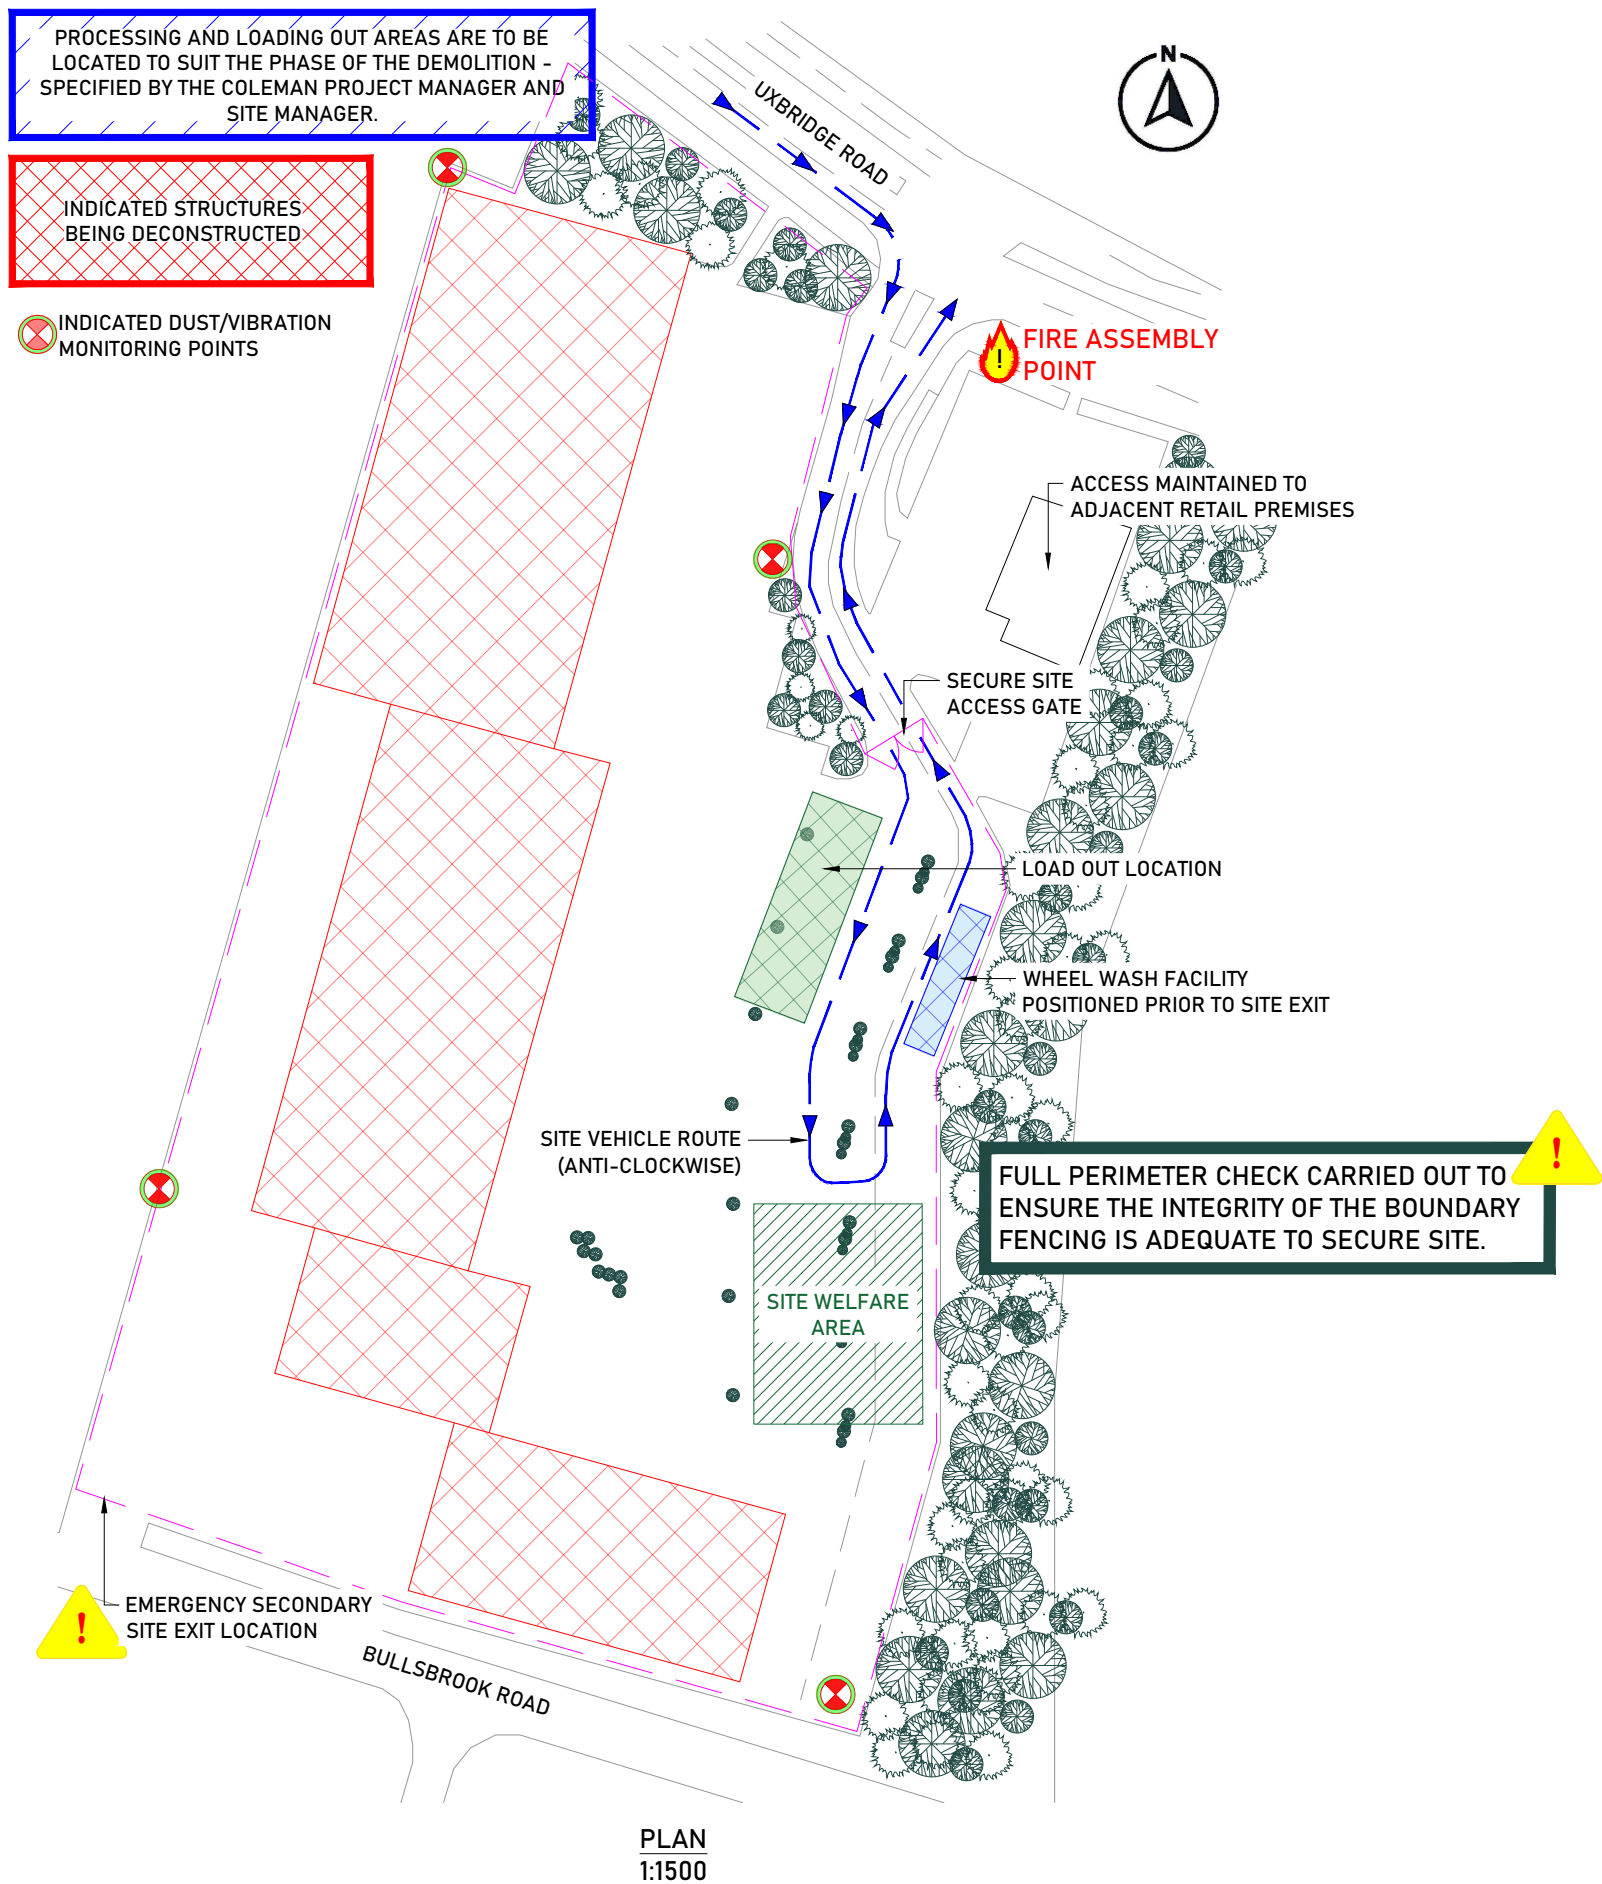 PROCESSING AND LOADING OUT AREAS ARE TO BE
LOCATED TO SUIT THE PHASE OF THE DEMOLITION -
SPECIFIED BY THE COLEMAN PROJECT MANAGER AND
SITE MANAGER.
INDICATED STRUCTURES
BEING DECONSTRUCTED
INDICATED DUST/VIBRATION
MONITORING POINTS
UXBRIDGE ROAD
N
! FIRE ASSEMBLY
POINT
ACCESS MAINTAINED TO
ADJACENT RETAIL PREMISES
SECURE SITE
ACCESS GATE
LOAD OUT LOCATION
WHEEL WASH FACILITY
POSITIONED PRIOR TO SITE EXIT
SITE VEHICLE ROUTE
(ANTI-CLOCKWISE)
!
FULL PERIMETER CHECK CARRIED OUT TO
ENSURE THE INTEGRITY OF THE BOUNDARY
FENCING IS ADEQUATE TO SECURE SITE.
SITE WELFARE
AREA
!
EMERGENCY SECONDARY
SITE EXIT LOCATION
BULLSBROOK ROAD
PLAN
1:1500